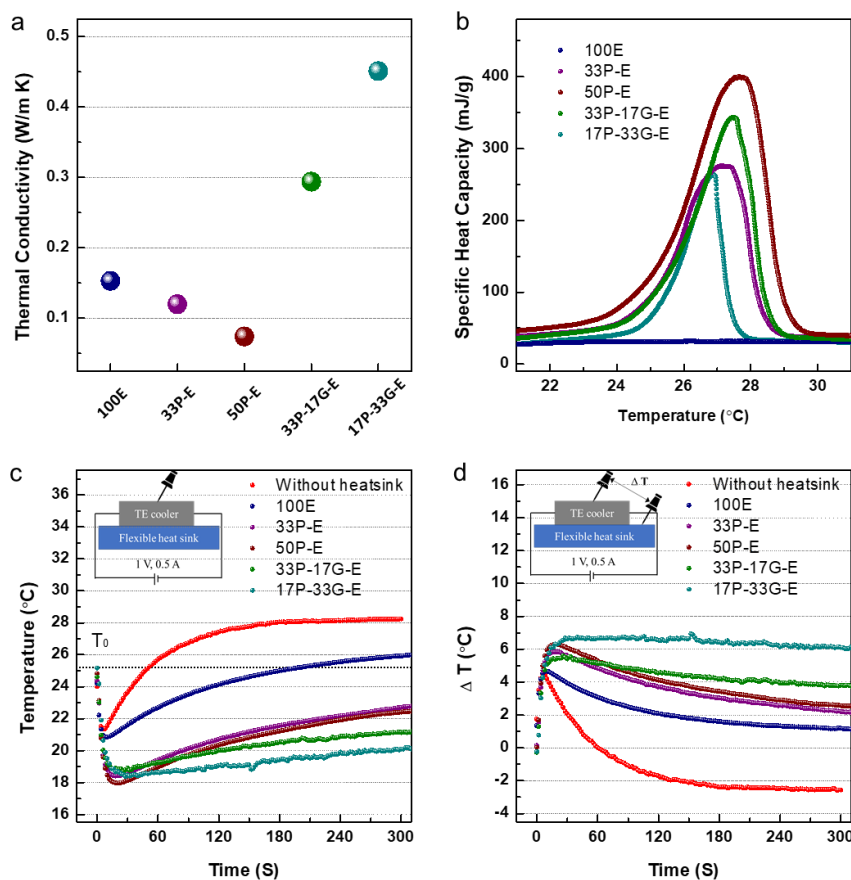 a
Thermal Conductivity (W/m K)
0.5
0.4
0.3
0.2
0.1
100E
33P-E
50P-E
33P-17G-E
17P-33G-E
b
Specific Heat Capacity (mJ/g)
400
300
200
100
0
100E
33P-E
50P-E
33P-17G-E
17P-33G-E
22 24 26 28 30
Temperature (°C)
c
Temperature (°C)
36
34
32
30
28
26
24
22
20
18
16
TE cooler
Flexible heat sink
1 V, 0.5 A
Without heatsink
100E
33P-E
50P-E
33P-17G-E
17P-33G-E
T0
0 60 120 180 240 300
Time (S)
d
Δ T (°C)
16
14
12
10
8
6
4
2
0
-2
-4
Δ T
TE cooler
Flexible heat sink
1 V, 0.5 A
Without heatsink
100E
33P-E
50P-E
33P-17G-E
17P-33G-E
0 60 120 180 240 300
Time (S)